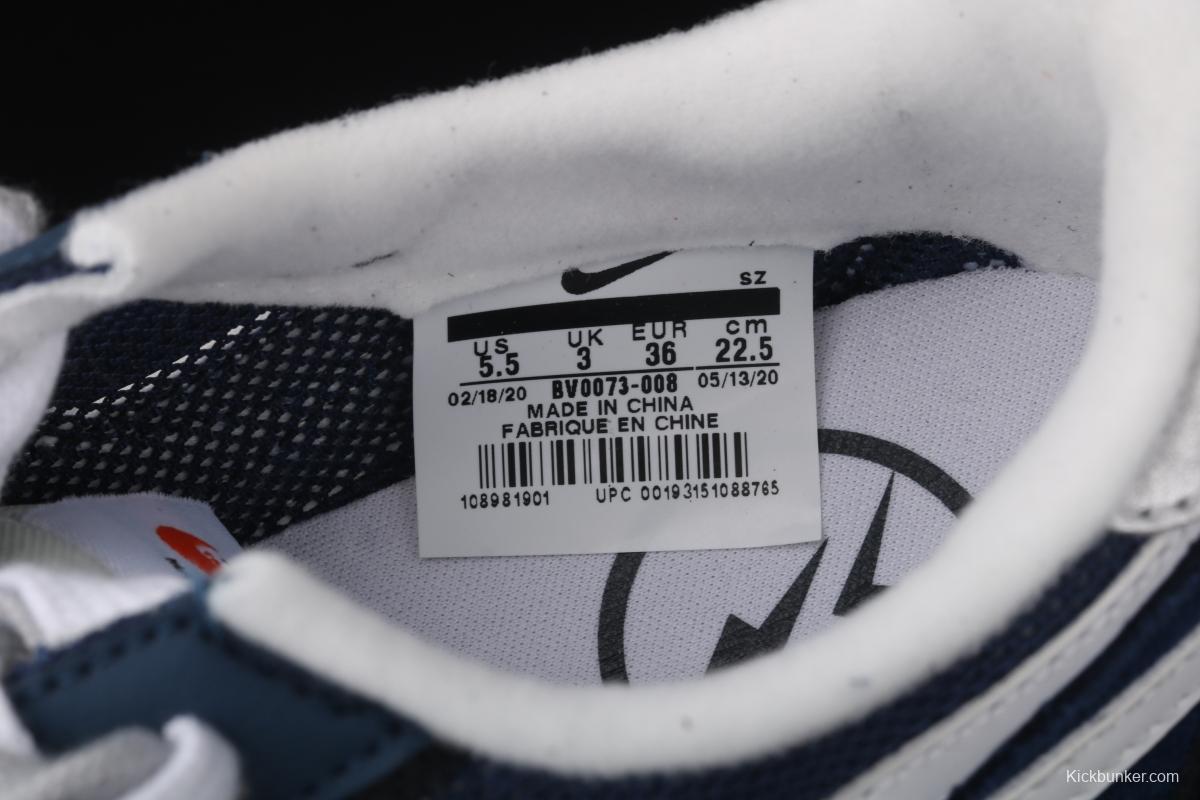 SZ
US UK EUR cm
5.5 3 36 22.5
02/18/20 BV0073-008 05/13/20
MADE IN CHINA
FABRIQUE EN CHINE
108981901 UPC 00193151088765
Kickbunker.com